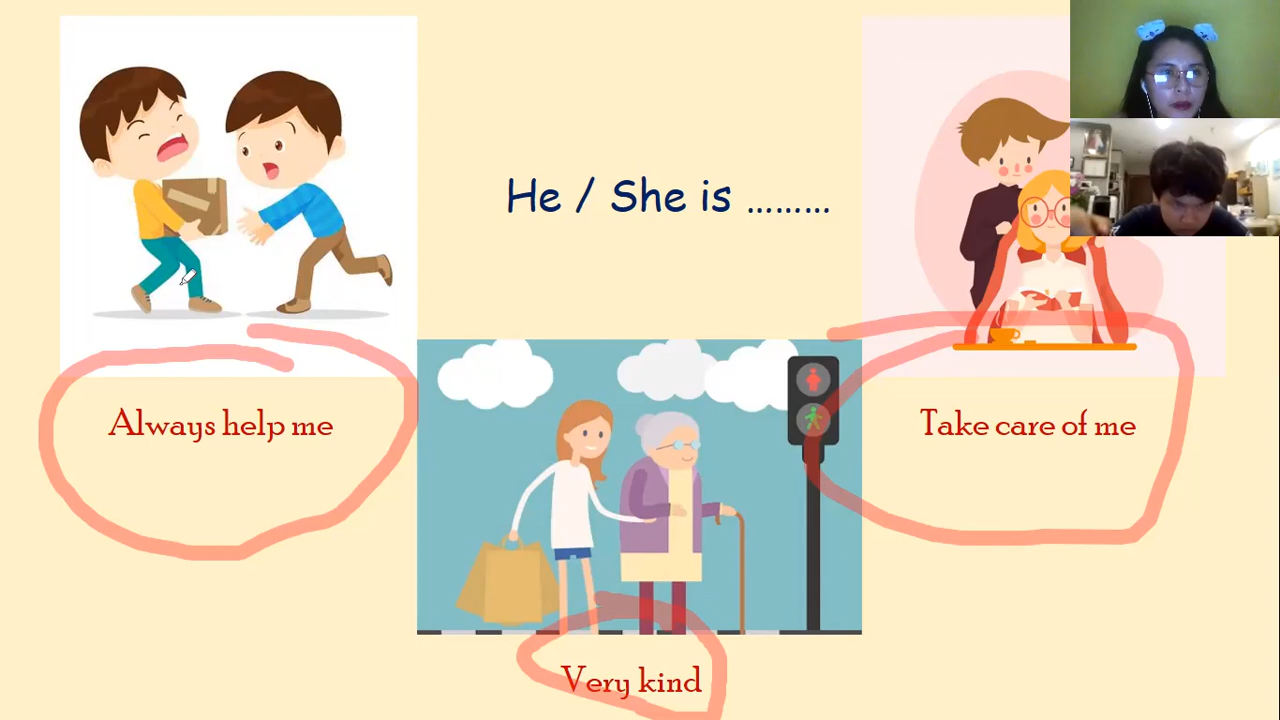 He / She is .........
Always help me
Take care of me
Very kind